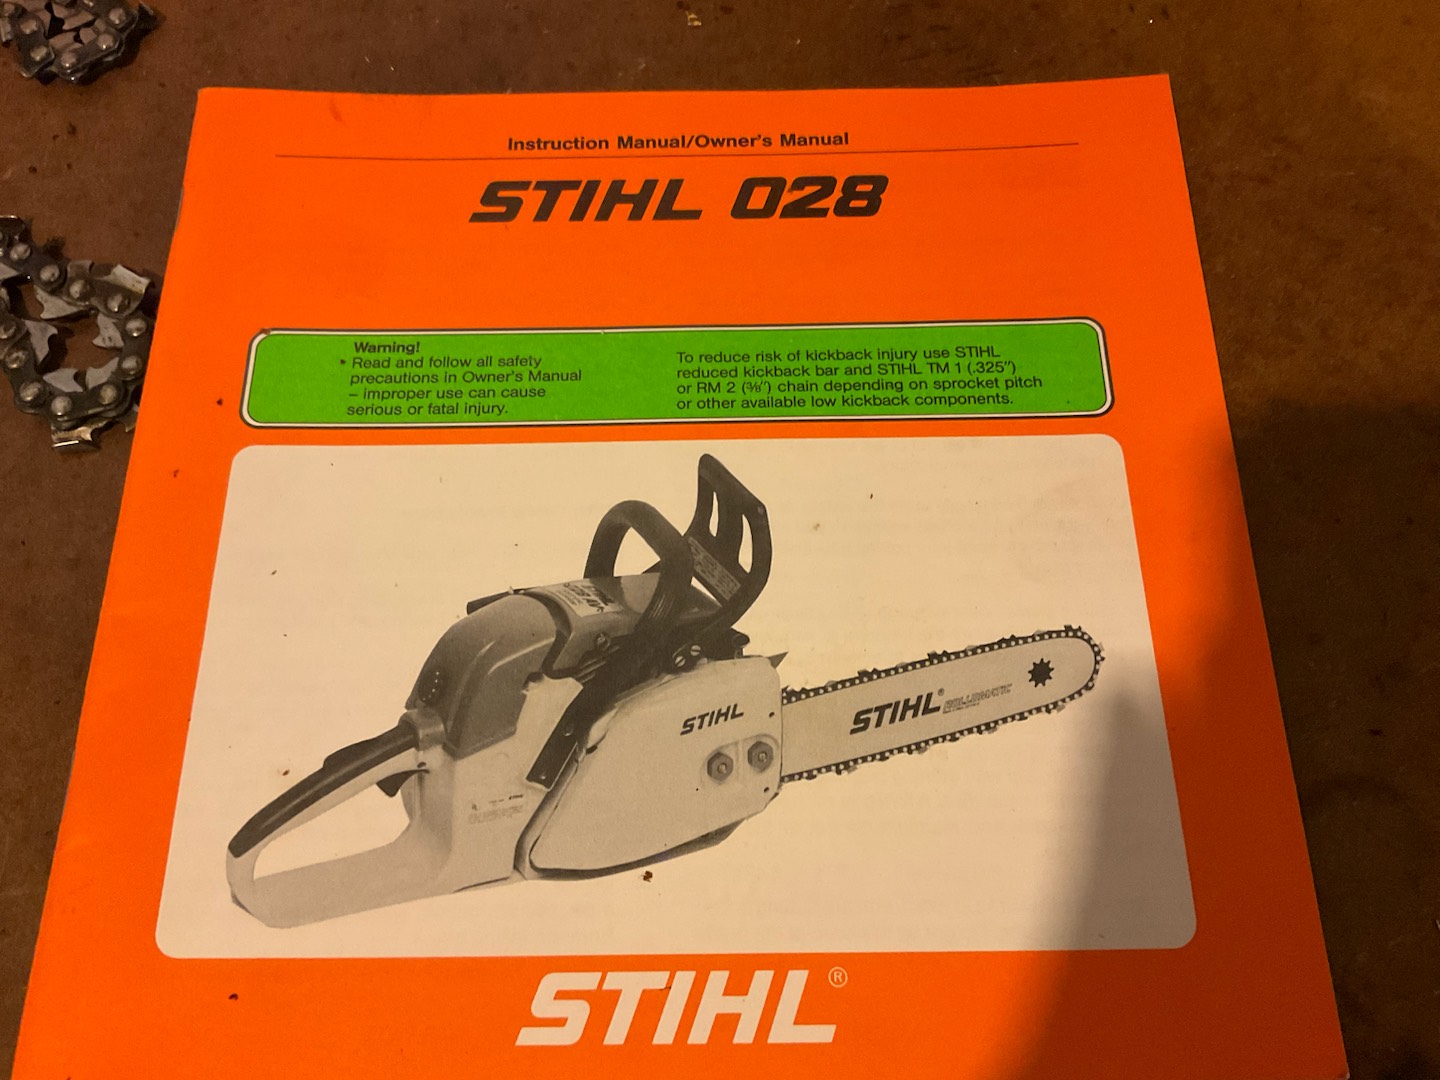 Instruction Manual/Owner's Manual
STIHL 028
Warning!
Read and follow all safety
precautions in Owner's Manual
– improper use can cause
serious or fatal injury.
To reduce risk of kickback injury use STIHL
reduced kickback bar and STIHL TM 1 (.325″)
or RM 2 (⅜″) chain depending on sprocket pitch
or other available low kickback components.
STIHL
STIHL®
STIHL®